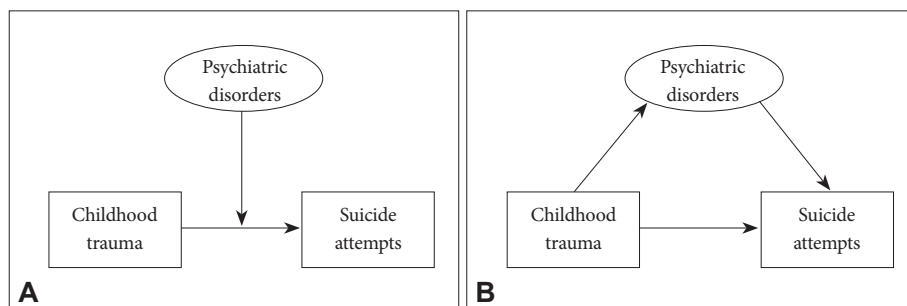 Psychiatric
disorders
Childhood
trauma
Suicide
attempts
A
Psychiatric
disorders
Childhood
trauma
Suicide
attempts
B